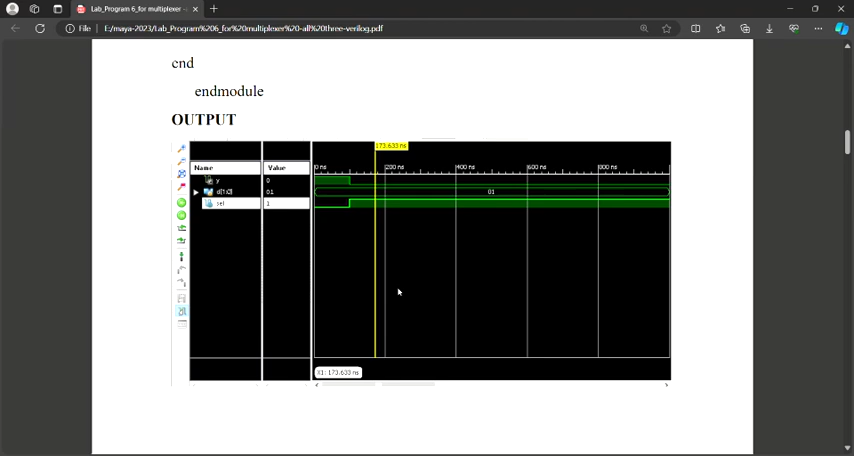 Lab_Program 6_for multiplexer -
File
E:/maya-2023/Lab_Program%206_for%20multiplexer%20-all%20three-verilog.pdf
end
endmodule
OUTPUT
173.633 ns
Name Value 0 ns 200 ns 400 ns 600 ns 800 ns
y 0
d[1:0] 01 01
sel 1
X1: 173.633 ns